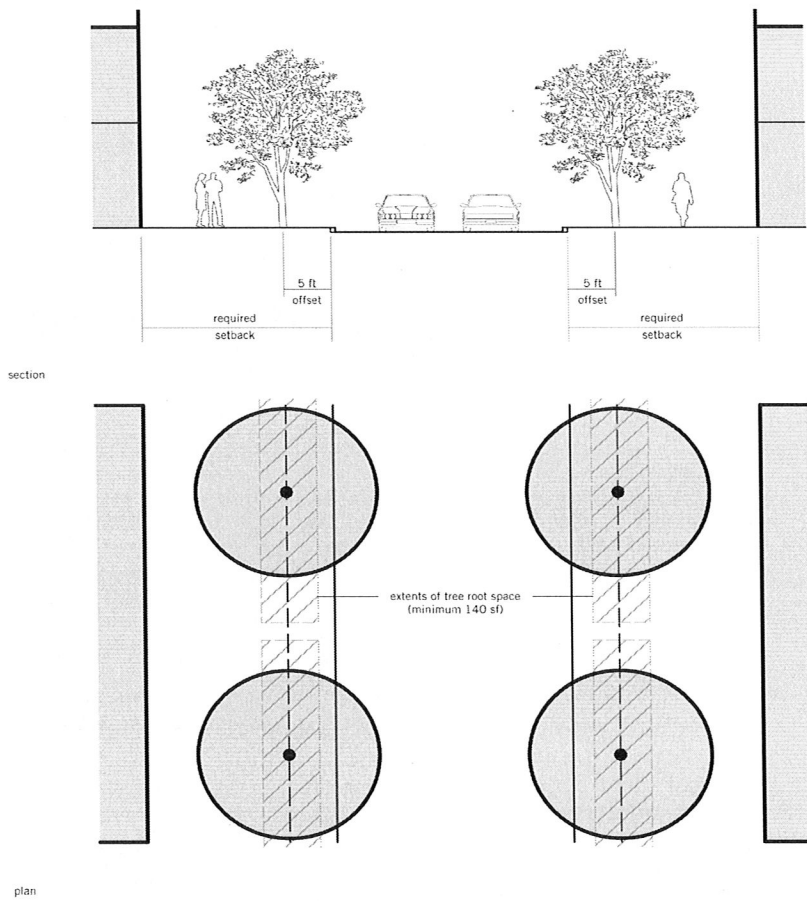 5 ft
offset
5 ft
offset
required
setback
required
setback
section
extents of tree root space
(minimum 140 sf)
plan